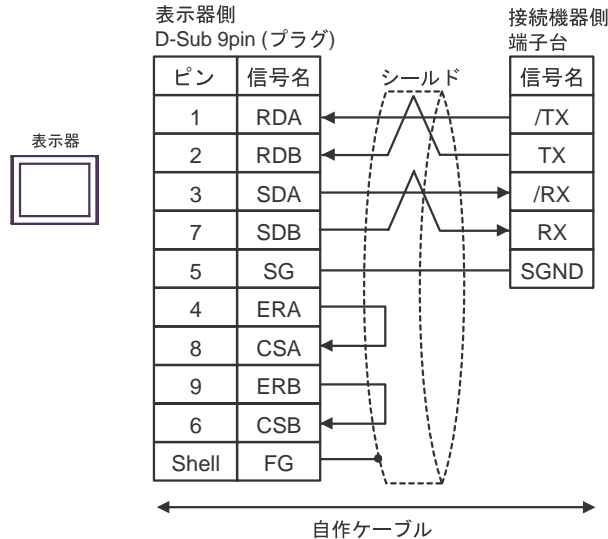 表示器側
D-Sub 9pin (プラグ)
接続機器側
端子台
表示器
シールド
ピン 信号名
1 RDA
2 RDB
3 SDA
7 SDB
5 SG
4 ERA
8 CSA
9 ERB
6 CSB
Shell FG
信号名
/TX
TX
/RX
RX
SGND
自作ケーブル